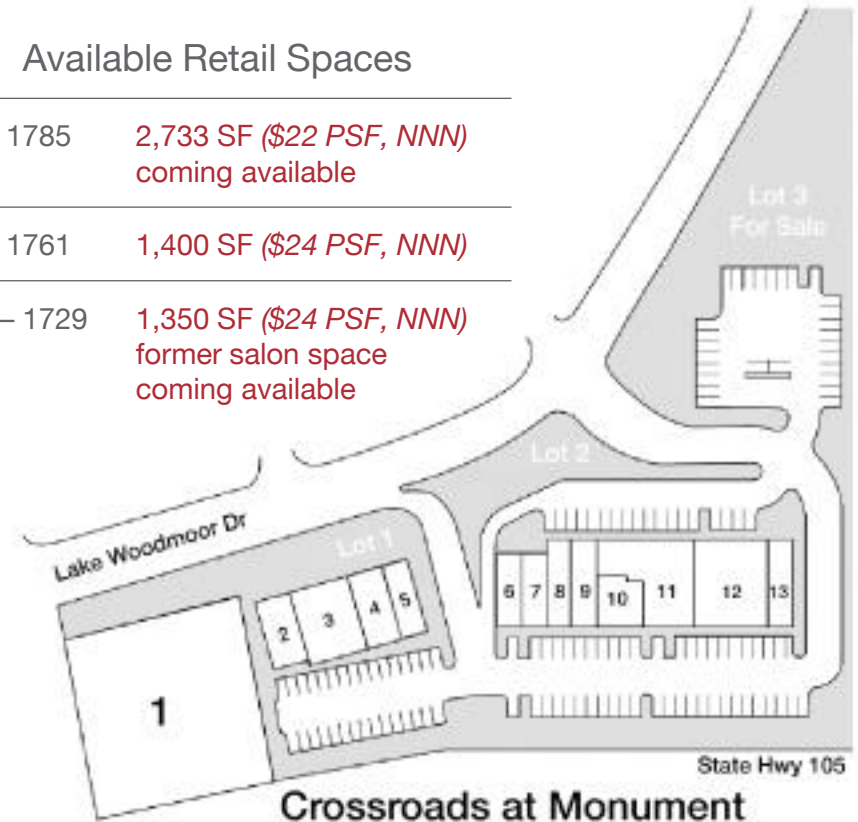 Available Retail Spaces
1785 2,733 SF ($22 PSF, NNN)
coming available
1761 1,400 SF ($24 PSF, NNN)
– 1729 1,350 SF ($24 PSF, NNN)
former salon space
coming available
Lot 3
For Sale
Lot 2
Lake Woodmoor Dr
Lot 1
2 3 4 5
6 7 8 9 10 11 12 13
1
State Hwy 105
Crossroads at Monument